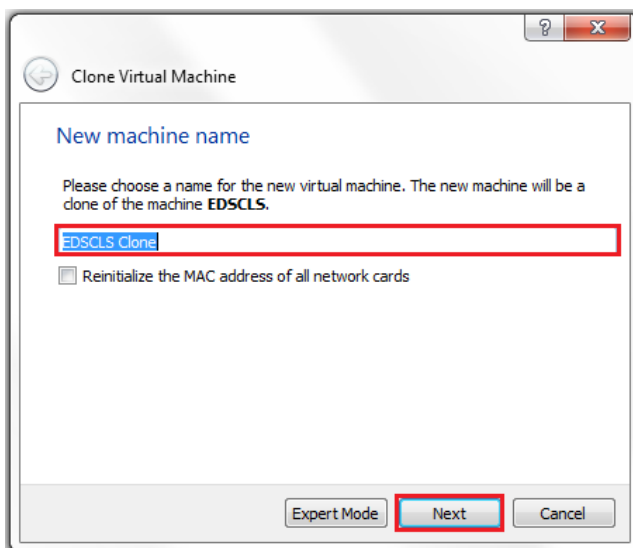 ?
Clone Virtual Machine
New machine name
Please choose a name for the new virtual machine. The new machine will be a
clone of the machine EDSCLS.
EDSCLS Clone
Reinitialize the MAC address of all network cards
Expert Mode Next Cancel